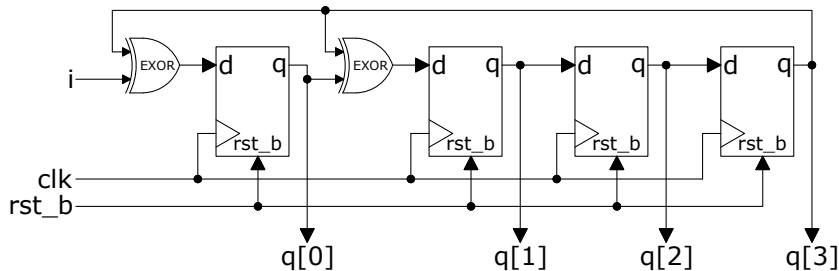 EXOR
d q
rst_b
EXOR
d q
rst_b
d q
rst_b
d q
rst_b
i
clk
rst_b
q[0] q[1] q[2] q[3]